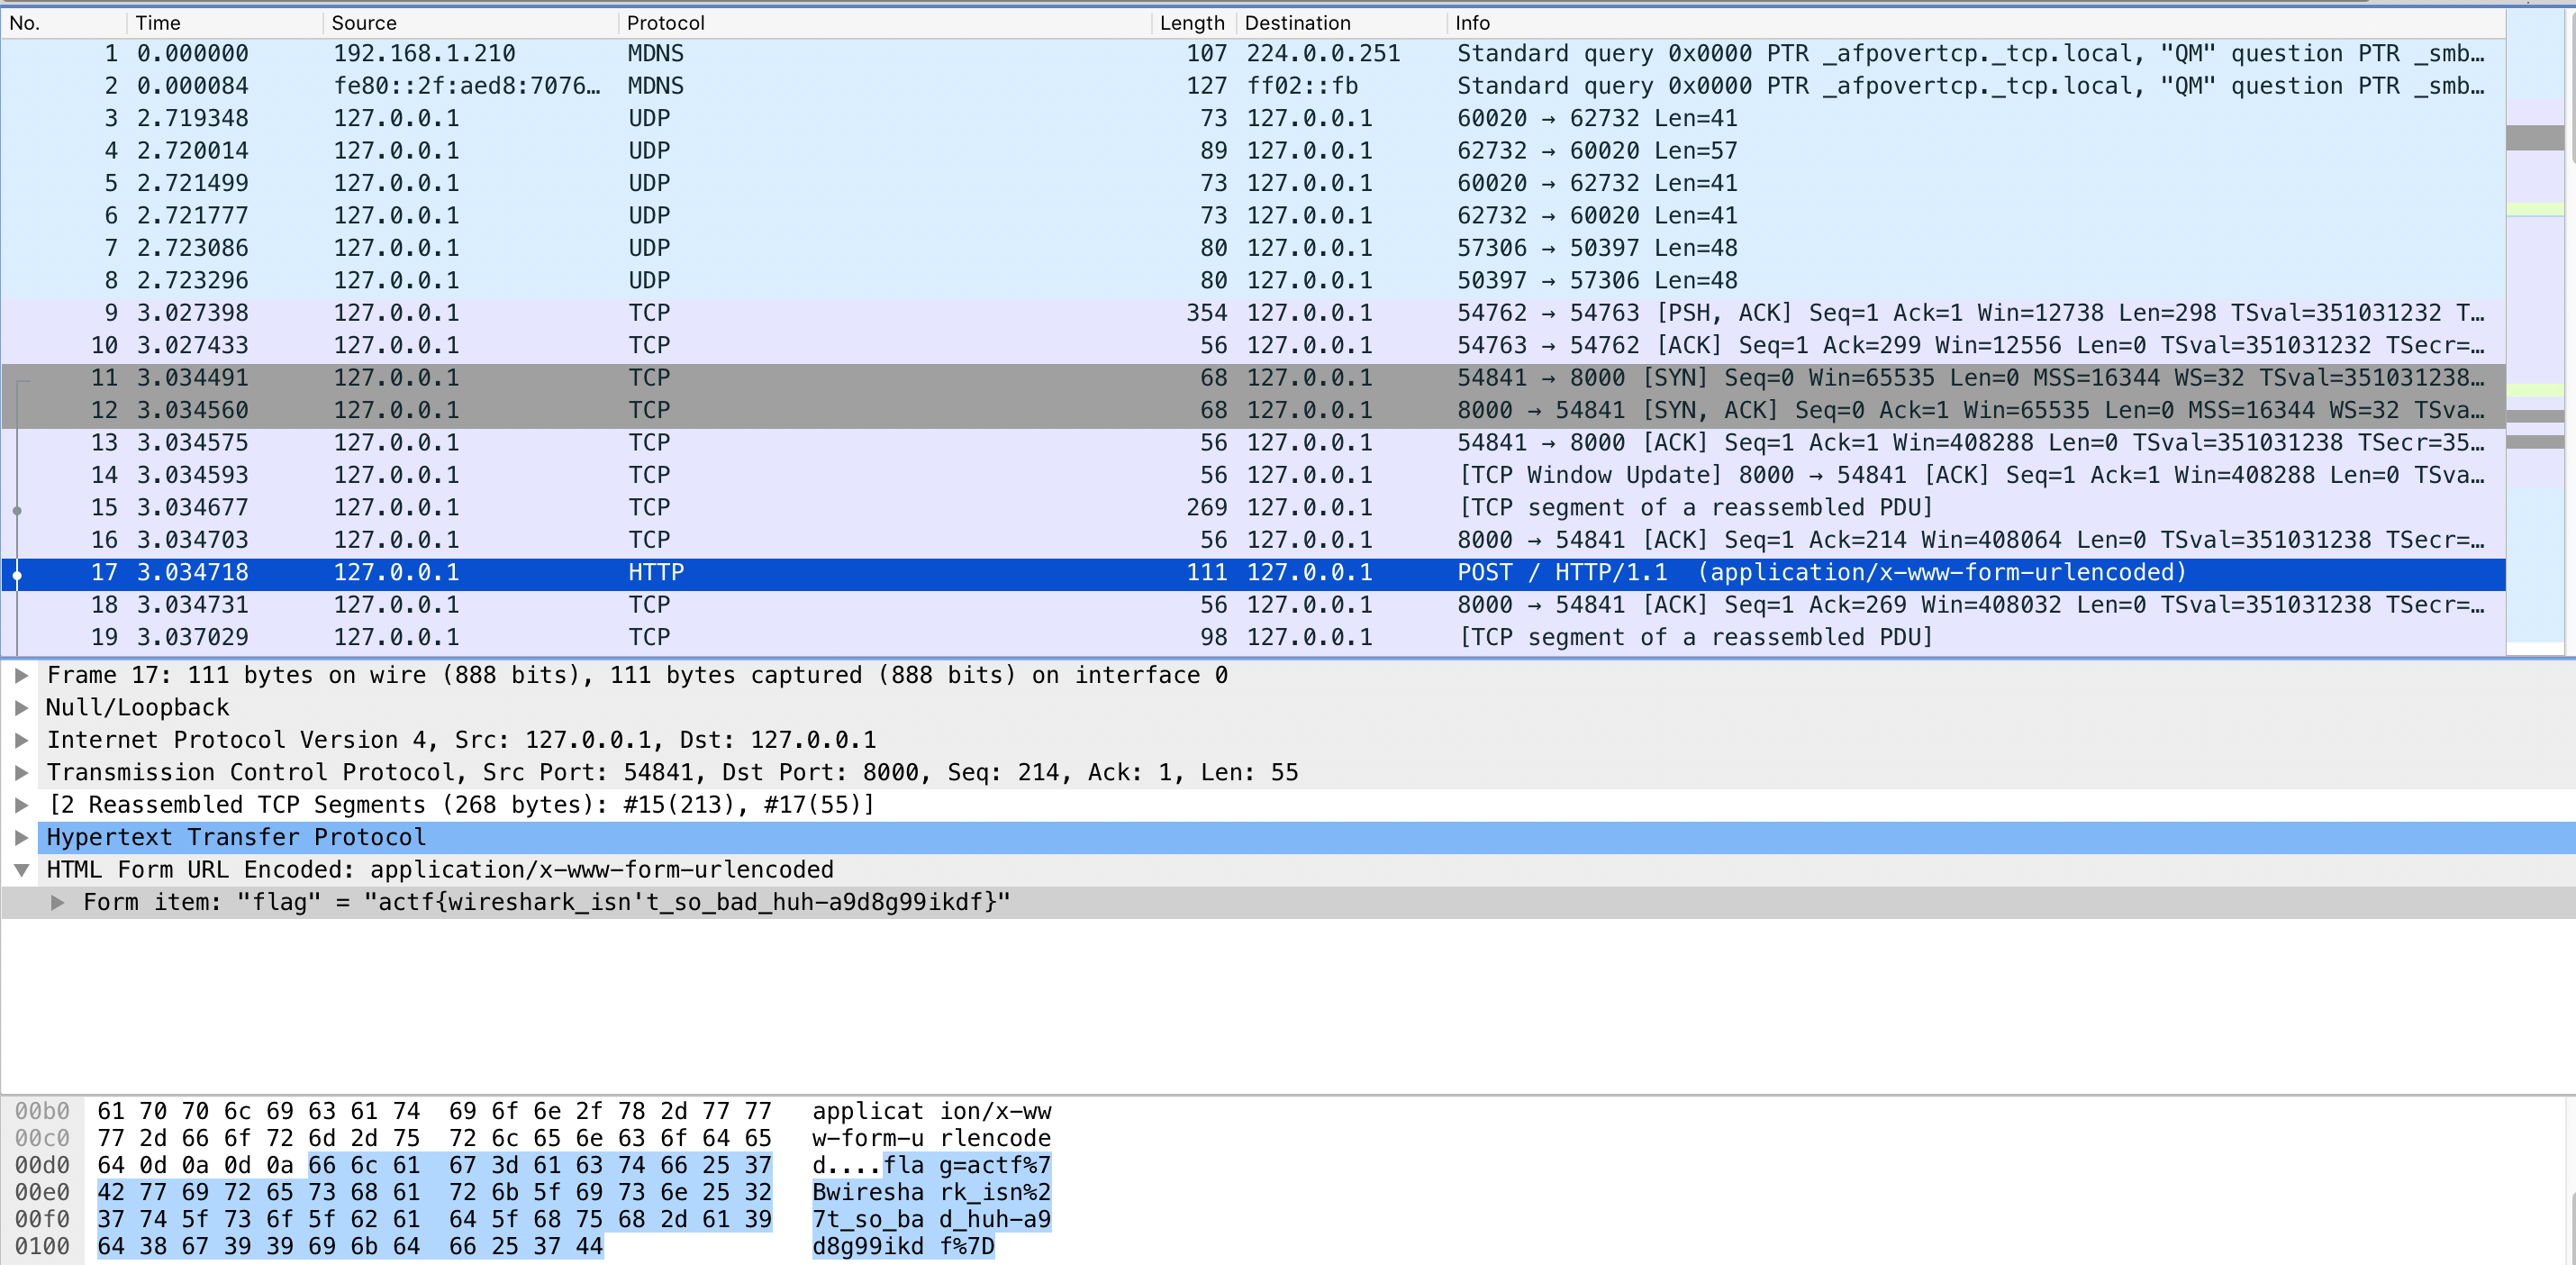 No. Time Source Protocol Length Destination Info
1 0.000000 192.168.1.210 MDNS 107 224.0.0.251 Standard query 0x0000 PTR _afpovertcp._tcp.local, "QM" question PTR _smb…
2 0.000084 fe80::2f:aed8:7076… MDNS 127 ff02::fb Standard query 0x0000 PTR _afpovertcp._tcp.local, "QM" question PTR _smb…
3 2.719348 127.0.0.1 UDP 73 127.0.0.1 60020 → 62732 Len=41
4 2.720014 127.0.0.1 UDP 89 127.0.0.1 62732 → 60020 Len=57
5 2.721499 127.0.0.1 UDP 73 127.0.0.1 60020 → 62732 Len=41
6 2.721777 127.0.0.1 UDP 73 127.0.0.1 62732 → 60020 Len=41
7 2.723086 127.0.0.1 UDP 80 127.0.0.1 57306 → 50397 Len=48
8 2.723296 127.0.0.1 UDP 80 127.0.0.1 50397 → 57306 Len=48
9 3.027398 127.0.0.1 TCP 354 127.0.0.1 54762 → 54763 [PSH, ACK] Seq=1 Ack=1 Win=12738 Len=298 TSval=351031232 T…
10 3.027433 127.0.0.1 TCP 56 127.0.0.1 54763 → 54762 [ACK] Seq=1 Ack=299 Win=12556 Len=0 TSval=351031232 TSecr=…
11 3.034491 127.0.0.1 TCP 68 127.0.0.1 54841 → 8000 [SYN] Seq=0 Win=65535 Len=0 MSS=16344 WS=32 TSval=351031238…
12 3.034560 127.0.0.1 TCP 68 127.0.0.1 8000 → 54841 [SYN, ACK] Seq=0 Ack=1 Win=65535 Len=0 MSS=16344 WS=32 TSva…
13 3.034575 127.0.0.1 TCP 56 127.0.0.1 54841 → 8000 [ACK] Seq=1 Ack=1 Win=408288 Len=0 TSval=351031238 TSecr=35…
14 3.034593 127.0.0.1 TCP 56 127.0.0.1 [TCP Window Update] 8000 → 54841 [ACK] Seq=1 Ack=1 Win=408288 Len=0 TSva…
15 3.034677 127.0.0.1 TCP 269 127.0.0.1 [TCP segment of a reassembled PDU]
16 3.034703 127.0.0.1 TCP 56 127.0.0.1 8000 → 54841 [ACK] Seq=1 Ack=214 Win=408064 Len=0 TSval=351031238 TSecr=…
17 3.034718 127.0.0.1 HTTP 111 127.0.0.1 POST / HTTP/1.1  (application/x-www-form-urlencoded)
18 3.034731 127.0.0.1 TCP 56 127.0.0.1 8000 → 54841 [ACK] Seq=1 Ack=269 Win=408032 Len=0 TSval=351031238 TSecr=…
19 3.037029 127.0.0.1 TCP 98 127.0.0.1 [TCP segment of a reassembled PDU]
Frame 17: 111 bytes on wire (888 bits), 111 bytes captured (888 bits) on interface 0
Null/Loopback
Internet Protocol Version 4, Src: 127.0.0.1, Dst: 127.0.0.1
Transmission Control Protocol, Src Port: 54841, Dst Port: 8000, Seq: 214, Ack: 1, Len: 55
[2 Reassembled TCP Segments (268 bytes): #15(213), #17(55)]
Hypertext Transfer Protocol
HTML Form URL Encoded: application/x-www-form-urlencoded
Form item: "flag" = "actf{wireshark_isn't_so_bad_huh-a9d8g99ikdf}"
00b0 61 70 70 6c 69 63 61 74 69 6f 6e 2f 78 2d 77 77 applicat ion/x-ww
00c0 77 2d 66 6f 72 6d 2d 75 72 6c 65 6e 63 6f 64 65 w-form-u rlencode
00d0 64 0d 0a 0d 0a 66 6c 61 67 3d 61 63 74 66 25 37 d....fla g=actf%7
00e0 42 77 69 72 65 73 68 61 72 6b 5f 69 73 6e 25 32 Bwiresha rk_isn%2
00f0 37 74 5f 73 6f 5f 62 61 64 5f 68 75 68 2d 61 39 7t_so_ba d_huh-a9
0100 64 38 67 39 39 69 6b 64 66 25 37 44 d8g99ikd f%7D